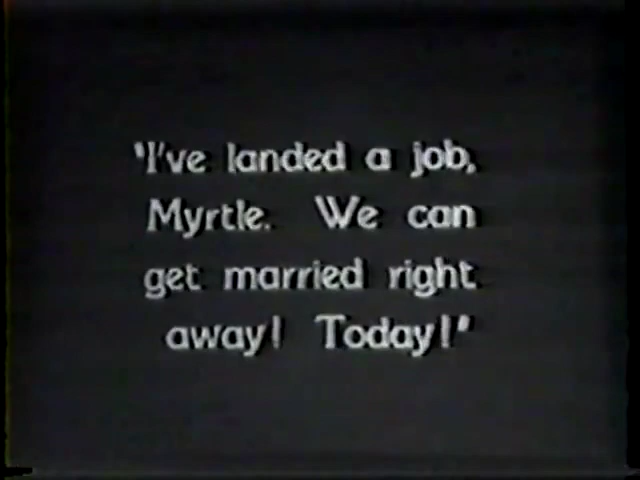 "I've landed a job,
Myrtle. We can
get married right
away! Today!"